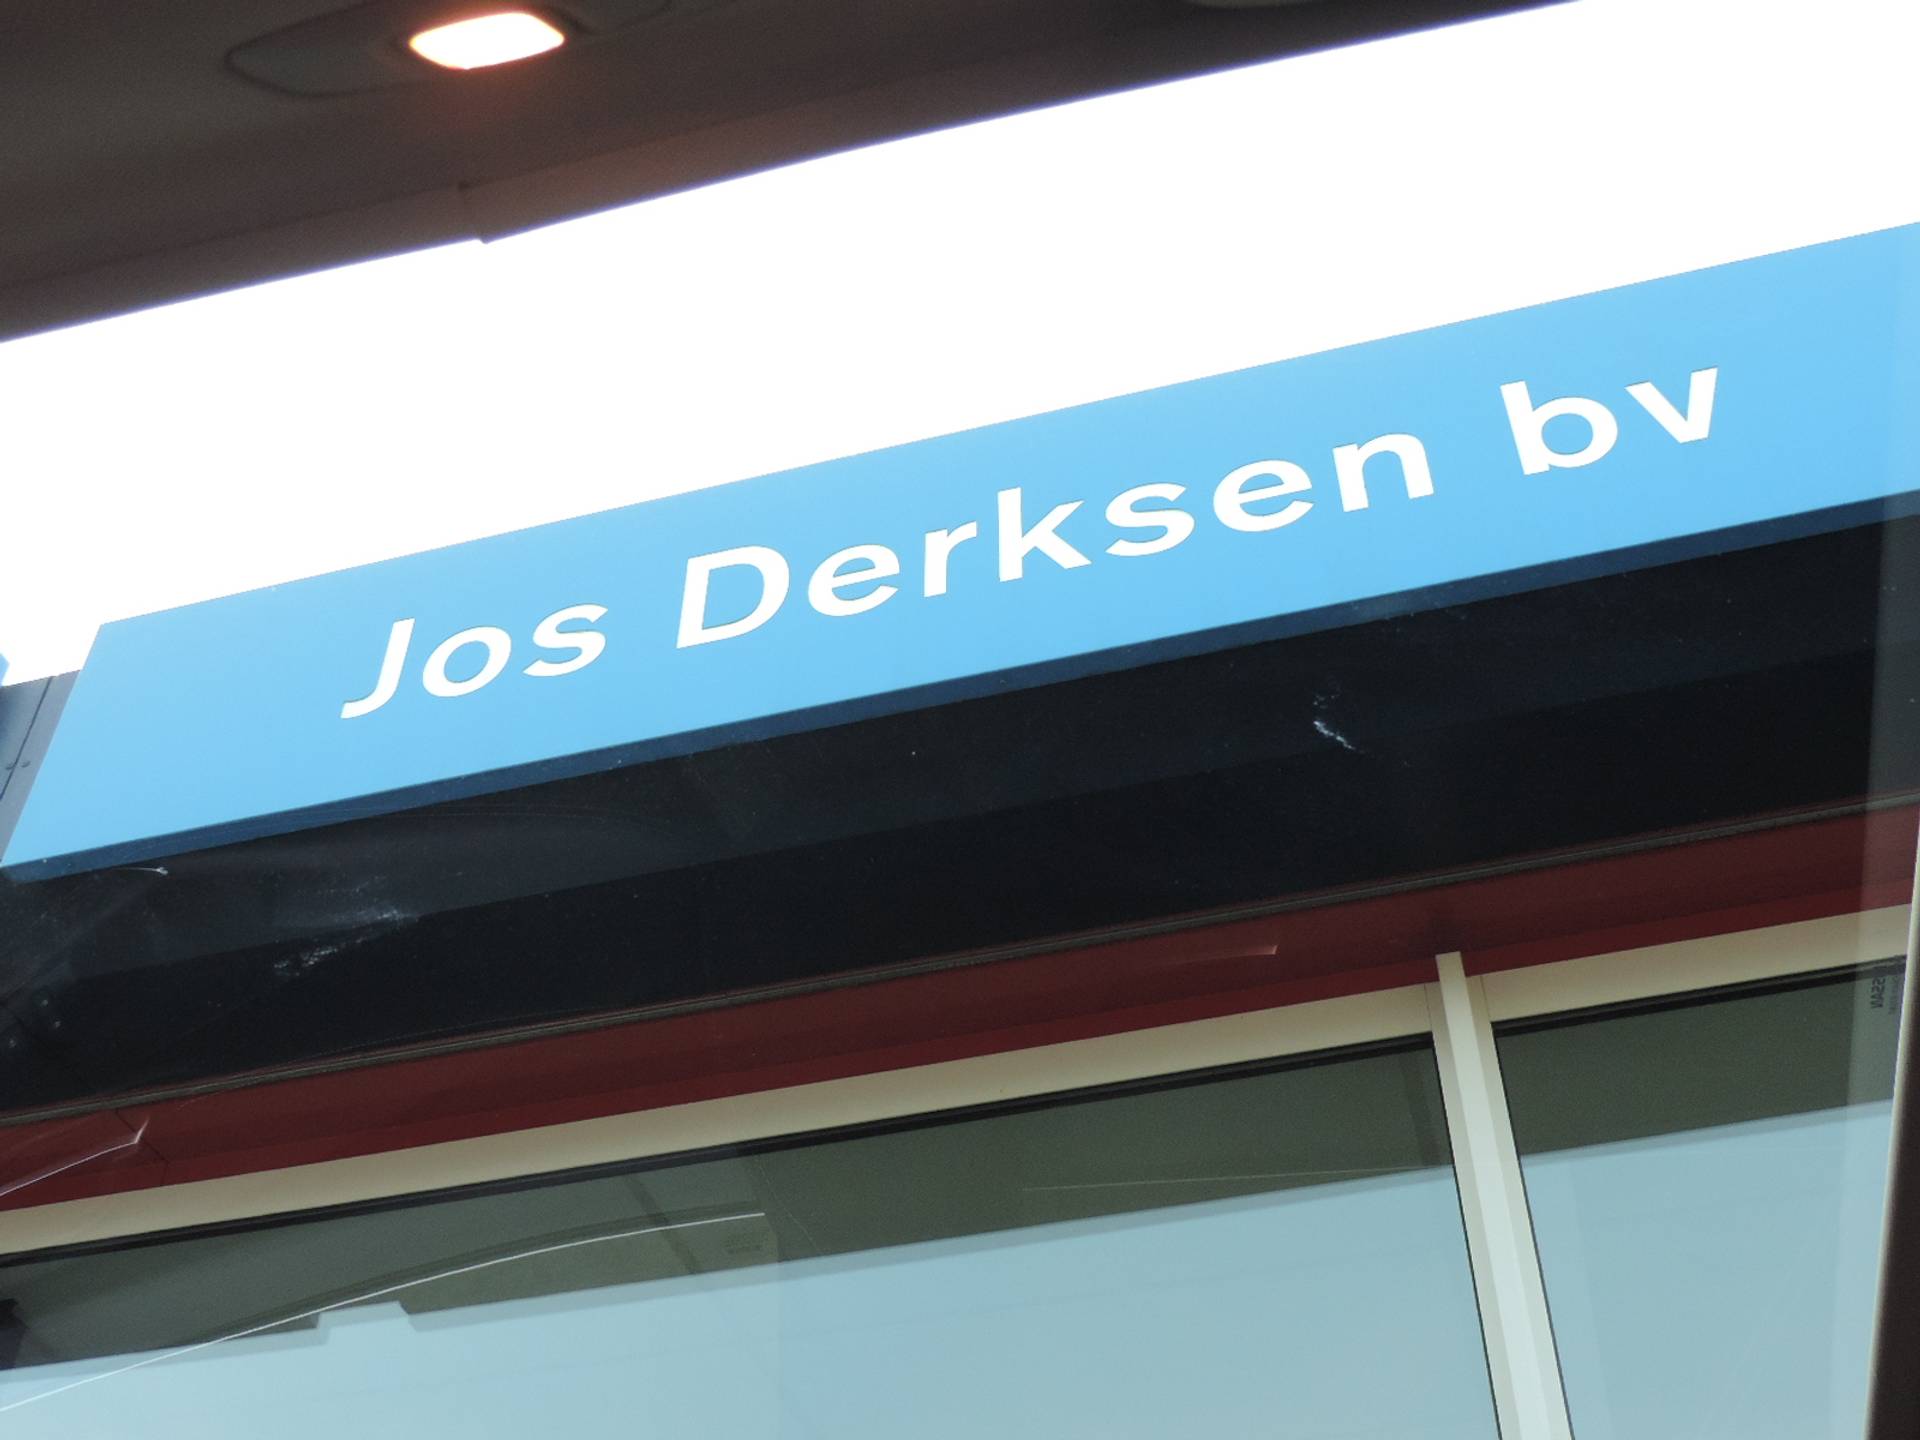 Jos Derksen bv